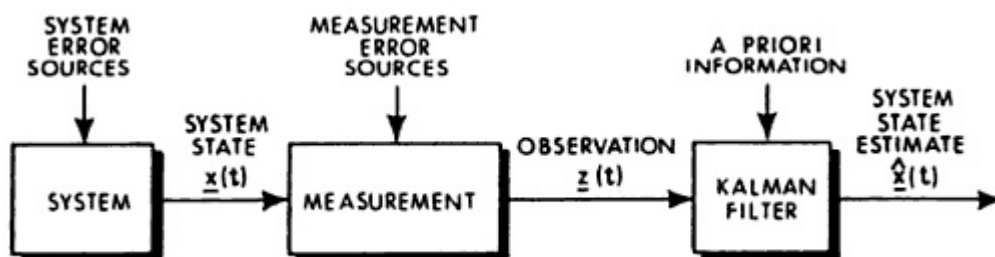 SYSTEM
ERROR
SOURCES
MEASUREMENT
ERROR
SOURCES
A PRIORI
INFORMATION
SYSTEM
STATE
x(t)
OBSERVATION
z(t)
SYSTEM
STATE
ESTIMATE
x̂(t)
SYSTEM
MEASUREMENT
KALMAN
FILTER